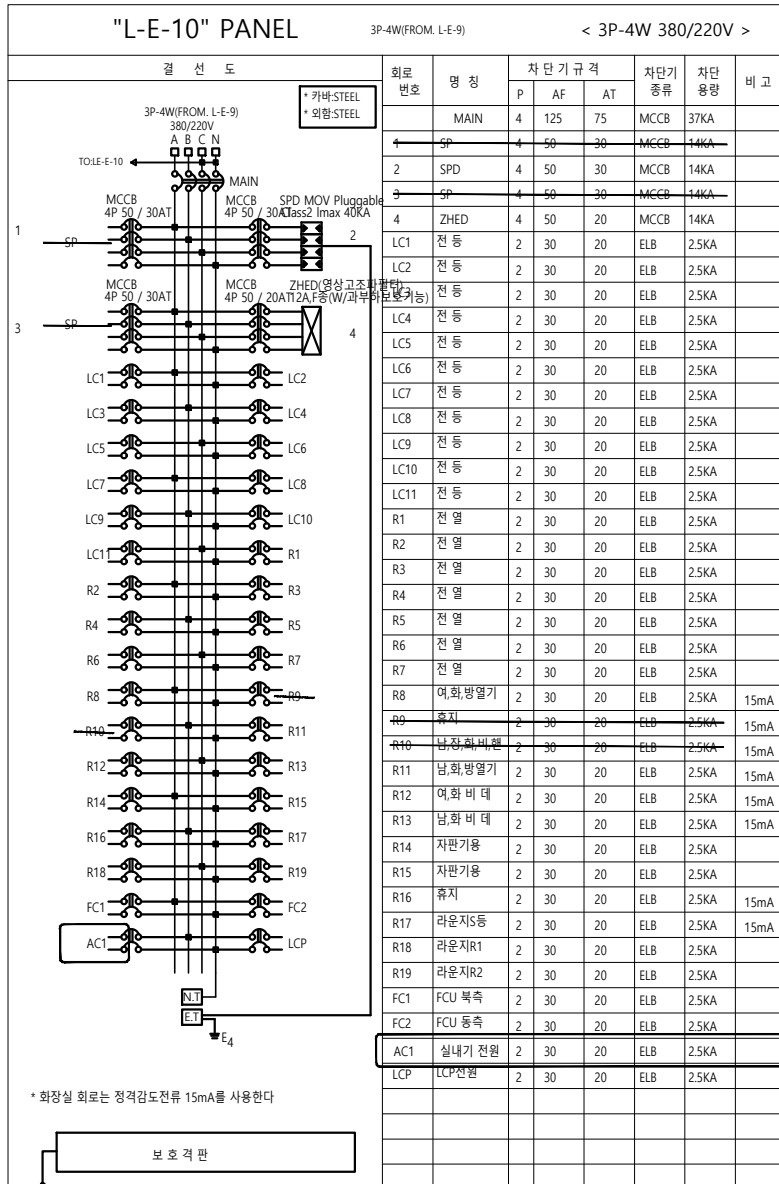 "L-E-10" PANEL 3P-4W(FROM. L-E-9) < 3P-4W 380/220V >
결 선 도
* 카바:STEEL
* 외함:STEEL
3P-4W(FROM. L-E-9)
380/220V
A B C N
TO:LE-E-10
MAIN
MCCB
4P 50 / 30AT
MCCB
4P 50 / 30AT
SPD MOV Pluggable
Class2 Imax 40KA
1 SP 2
MCCB
4P 50 / 30AT
MCCB
4P 50 / 20AT
ZHED(영상고조파필터)
12A,F종(W/과부하보호기능)
3 SP 4
LC1 LC2
LC3 LC4
LC5 LC6
LC7 LC8
LC9 LC10
LC11 R1
R2 R3
R4 R5
R6 R7
R8 R9
R10 R11
R12 R13
R14 R15
R16 R17
R18 R19
FC1 FC2
AC1 LCP
N.T
E.T
E4
* 화장실 회로는 정격감도전류 15mA를 사용한다
보 호 격 판
회로 번호 명 칭 차 단 기 규 격 차단기 종류 차단 용량 비 고
P AF AT
MAIN 4 125 75 MCCB 37KA
1 SP 4 50 30 MCCB 14KA
2 SPD 4 50 30 MCCB 14KA
3 SP 4 50 30 MCCB 14KA
4 ZHED 4 50 20 MCCB 14KA
LC1 전 등 2 30 20 ELB 2.5KA
LC2 전 등 2 30 20 ELB 2.5KA
LC3 전 등 2 30 20 ELB 2.5KA
LC4 전 등 2 30 20 ELB 2.5KA
LC5 전 등 2 30 20 ELB 2.5KA
LC6 전 등 2 30 20 ELB 2.5KA
LC7 전 등 2 30 20 ELB 2.5KA
LC8 전 등 2 30 20 ELB 2.5KA
LC9 전 등 2 30 20 ELB 2.5KA
LC10 전 등 2 30 20 ELB 2.5KA
LC11 전 등 2 30 20 ELB 2.5KA
R1 전 열 2 30 20 ELB 2.5KA
R2 전 열 2 30 20 ELB 2.5KA
R3 전 열 2 30 20 ELB 2.5KA
R4 전 열 2 30 20 ELB 2.5KA
R5 전 열 2 30 20 ELB 2.5KA
R6 전 열 2 30 20 ELB 2.5KA
R7 전 열 2 30 20 ELB 2.5KA
R8 여,화,방열기 2 30 20 ELB 2.5KA 15mA
R9 휴지 2 30 20 ELB 2.5KA 15mA
R10 남,장,화,비,핸 2 30 20 ELB 2.5KA 15mA
R11 남,화,방열기 2 30 20 ELB 2.5KA 15mA
R12 여,화 비 데 2 30 20 ELB 2.5KA 15mA
R13 남,화 비 데 2 30 20 ELB 2.5KA 15mA
R14 자판기용 2 30 20 ELB 2.5KA
R15 자판기용 2 30 20 ELB 2.5KA
R16 휴지 2 30 20 ELB 2.5KA 15mA
R17 라운지S등 2 30 20 ELB 2.5KA 15mA
R18 라운지R1 2 30 20 ELB 2.5KA
R19 라운지R2 2 30 20 ELB 2.5KA
FC1 FCU 북측 2 30 20 ELB 2.5KA
FC2 FCU 동측 2 30 20 ELB 2.5KA
AC1 실내기 전원 2 30 20 ELB 2.5KA
LCP LCP전원 2 30 20 ELB 2.5KA